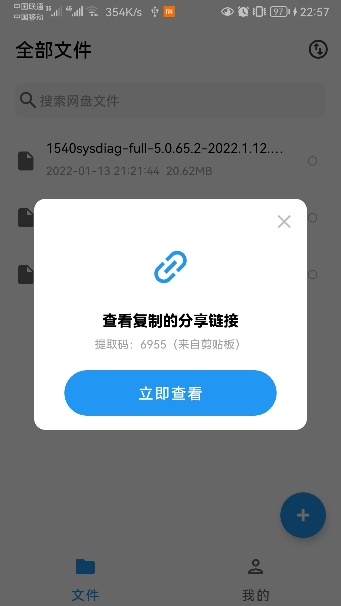 中国联通
中国移动
354K/s
97
22:57
全部文件
搜索网盘文件
1540sysdiag-full-5.0.65.2-2022.1.12....
2022-01-13 21:21:44 20.62MB
查看复制的分享链接
提取码：6955（来自剪贴板）
立即查看
文件
我的